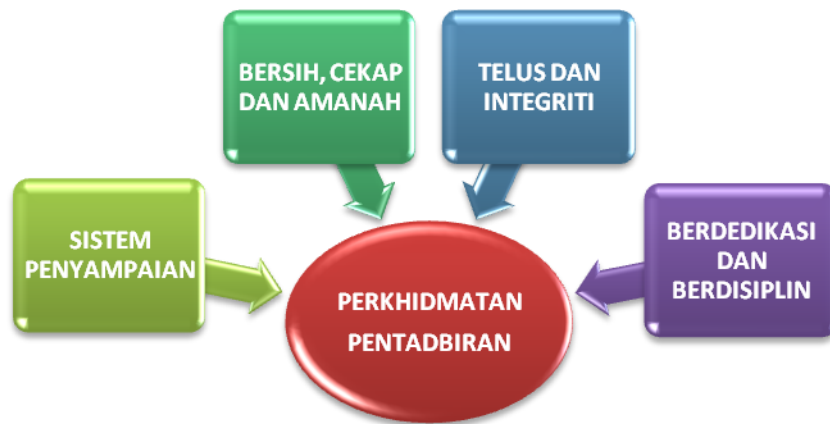 BERSIH, CEKAP
DAN AMANAH
TELUS DAN
INTEGRITI
SISTEM
PENYAMPAIAN
BERDEDIKASI
DAN
BERDISIPLIN
PERKHIDMATAN
PENTADBIRAN